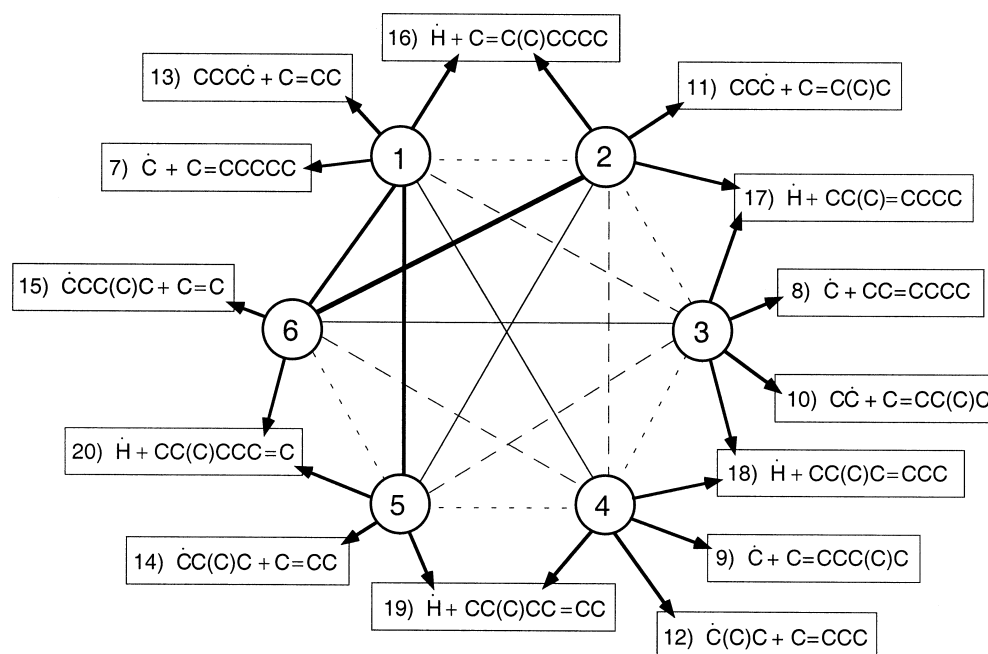 16) Ḣ + C=C(C)CCCC
13) CCCĊ + C=CC
11) CCĊ + C=C(C)C
1
2
7) Ċ + C=CCCCC
17) Ḣ + CC(C)=CCCC
15) ĊCC(C)C + C=C
8) Ċ + CC=CCCC
6
3
10) CĊ + C=CC(C)C
20) Ḣ + CC(C)CCC=C
18) Ḣ + CC(C)C=CCC
5
4
14) ĊC(C)C + C=CC
9) Ċ + C=CCC(C)C
19) Ḣ + CC(C)CC=CC
12) Ċ(C)C + C=CCC